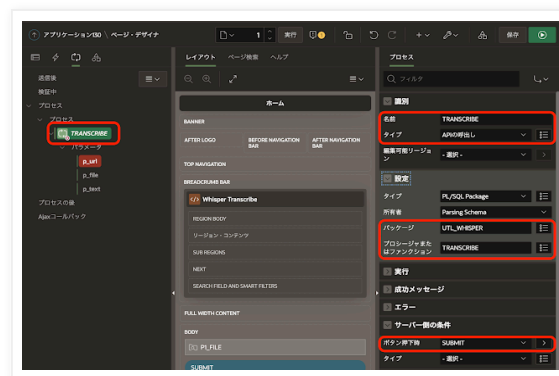 アプリケーション130 \ ページ・デザイナ
1
実行
保存
送信後
検証中
プロセス
プロセス
TRANSCRIBE
パラメータ
p_url
p_file
p_text
プロセスの後
Ajaxコールバック
レイアウト ページ検索 ヘルプ
ホーム
BANNER
AFTER LOGO
BEFORE NAVIGATION BAR
AFTER NAVIGATION BAR
TOP NAVIGATION
BREADCRUMB BAR
Whisper Transcribe
REGION BODY
リージョン・コンテンツ
SUB REGIONS
NEXT
SEARCH FIELD AND SMART FILTERS
FULL WIDTH CONTENT
BODY
P1_FILE
SUBMIT
プロセス
フィルタ
識別
名前 TRANSCRIBE
タイプ APIの呼出し
編集可能リージョン - 選択 -
設定
タイプ PL/SQL Package
所有者 Parsing Schema
パッケージ UTL_WHISPER
プロシージャまたはファンクション TRANSCRIBE
実行
成功メッセージ
エラー
サーバー側の条件
ボタン押下時 SUBMIT
タイプ - 選択 -